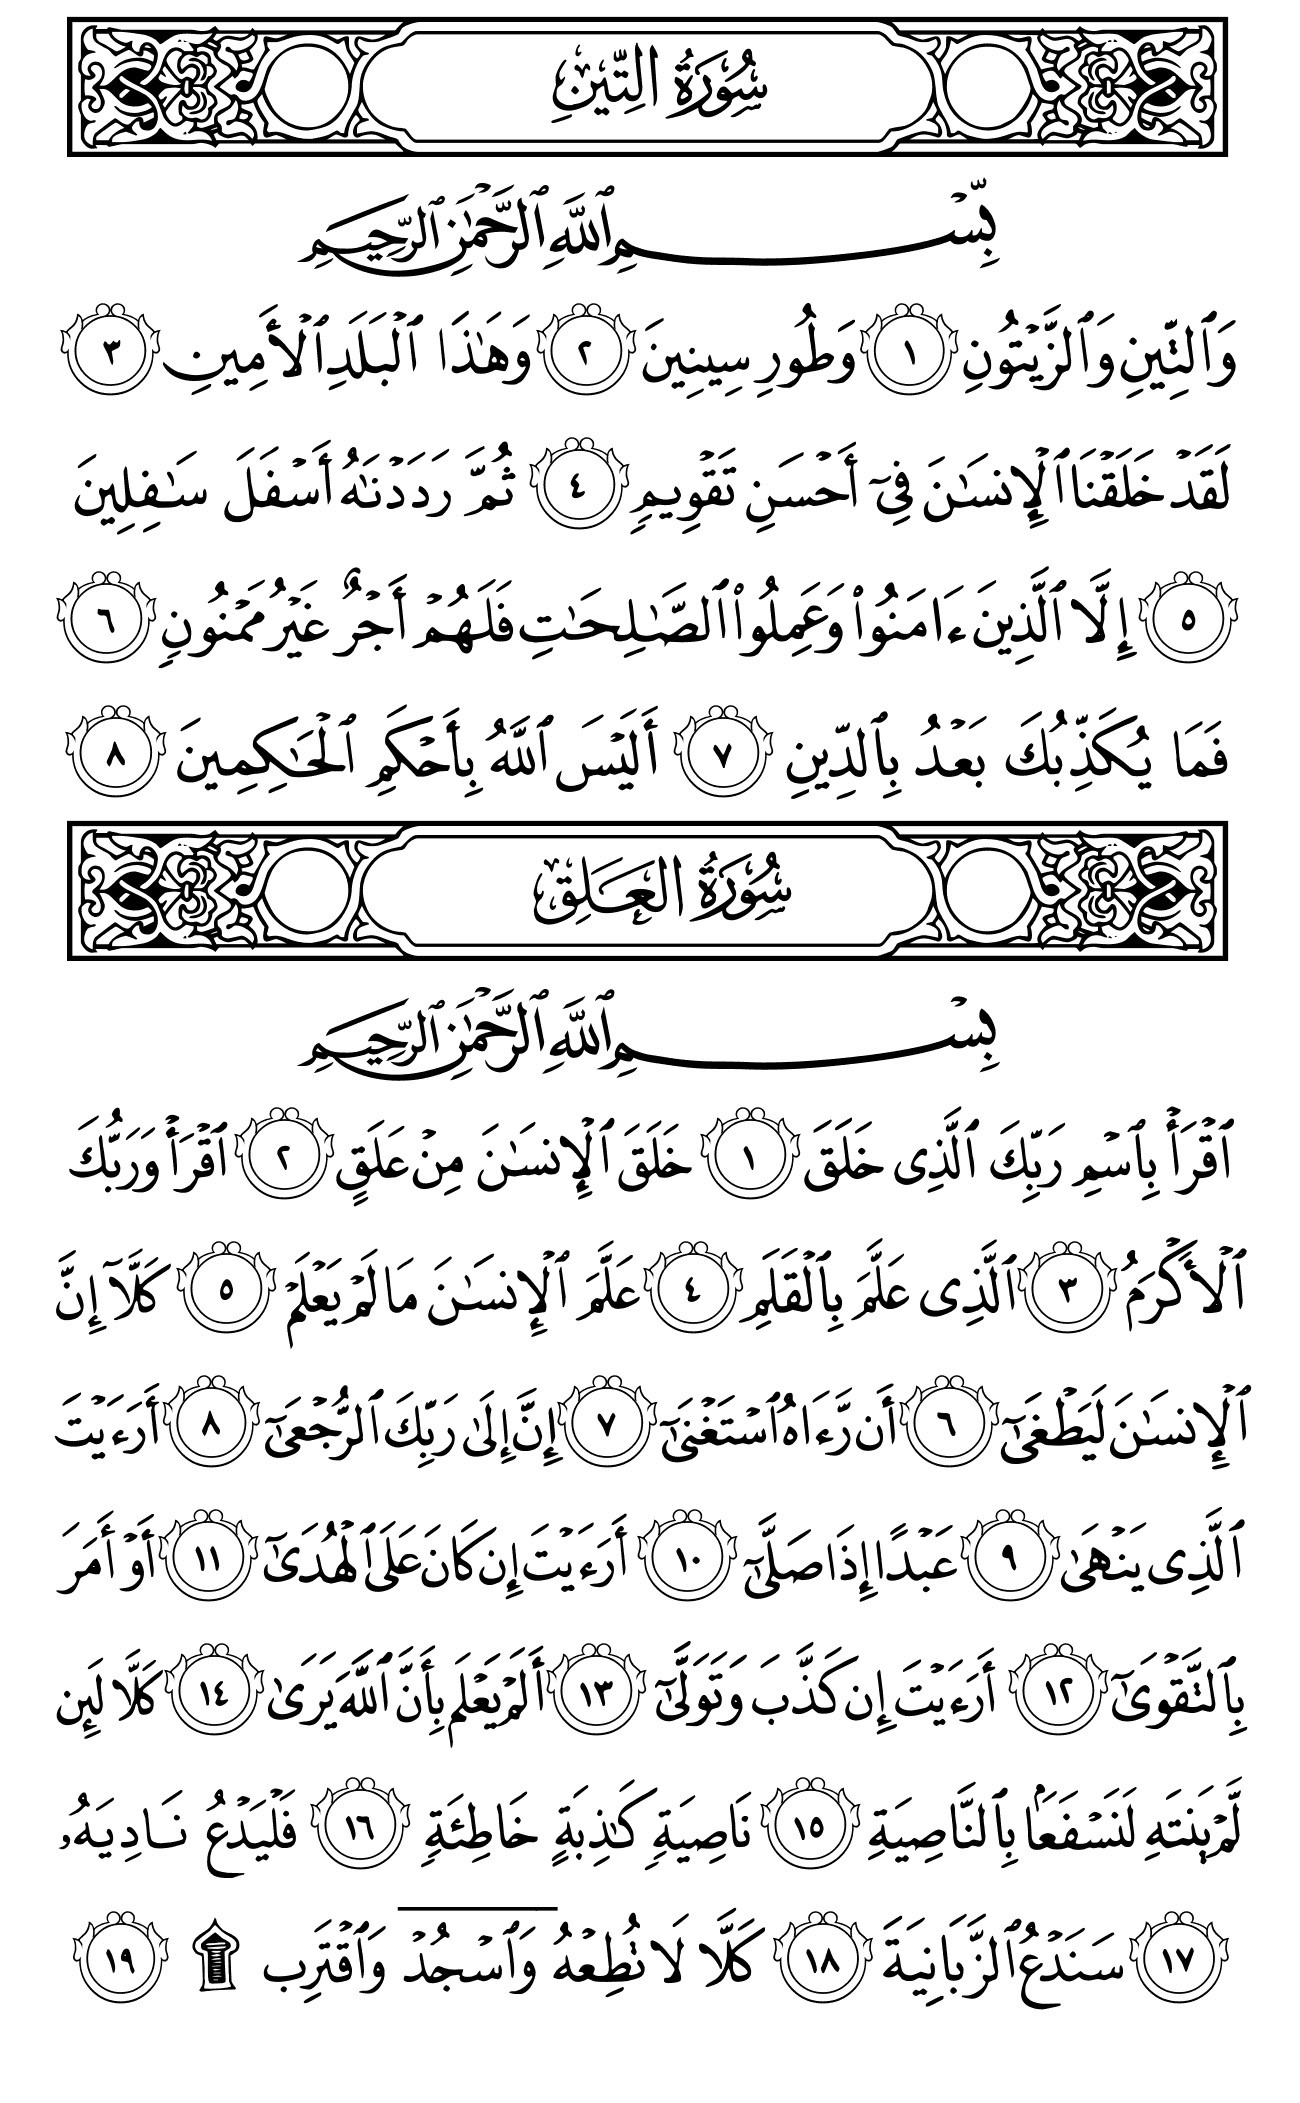 سُورَةُ التِّينِ
بِّسْمِ ٱللَّهِ ٱلرَّحْمَٰنِ ٱلرَّحِيمِ
وَٱلتِّينِ وَٱلزَّيْتُونِ ١ وَطُورِ سِينِينَ ٢ وَهَٰذَا ٱلْبَلَدِ ٱلْأَمِينِ ٣
لَقَدْ خَلَقْنَا ٱلْإِنسَٰنَ فِىٓ أَحْسَنِ تَقْوِيمٍ ٤ ثُمَّ رَدَدْنَٰهُ أَسْفَلَ سَٰفِلِينَ
٥ إِلَّا ٱلَّذِينَ ءَامَنُوا۟ وَعَمِلُوا۟ ٱلصَّٰلِحَٰتِ فَلَهُمْ أَجْرٌ غَيْرُ مَمْنُونٍ ٦
فَمَا يُكَذِّبُكَ بَعْدُ بِٱلدِّينِ ٧ أَلَيْسَ ٱللَّهُ بِأَحْكَمِ ٱلْحَٰكِمِينَ ٨
سُورَةُ العَلَقِ
بِسْمِ ٱللَّهِ ٱلرَّحْمَٰنِ ٱلرَّحِيمِ
ٱقْرَأْ بِٱسْمِ رَبِّكَ ٱلَّذِى خَلَقَ ١ خَلَقَ ٱلْإِنسَٰنَ مِنْ عَلَقٍ ٢ ٱقْرَأْ وَرَبُّكَ
ٱلْأَكْرَمُ ٣ ٱلَّذِى عَلَّمَ بِٱلْقَلَمِ ٤ عَلَّمَ ٱلْإِنسَٰنَ مَا لَمْ يَعْلَمْ ٥ كَلَّآ إِنَّ
ٱلْإِنسَٰنَ لَيَطْغَىٰٓ ٦ أَن رَّءَاهُ ٱسْتَغْنَىٰٓ ٧ إِنَّ إِلَىٰ رَبِّكَ ٱلرُّجْعَىٰٓ ٨ أَرَءَيْتَ
ٱلَّذِى يَنْهَىٰ ٩ عَبْدًا إِذَا صَلَّىٰٓ ١٠ أَرَءَيْتَ إِن كَانَ عَلَى ٱلْهُدَىٰٓ ١١ أَوْ أَمَرَ
بِٱلتَّقْوَىٰٓ ١٢ أَرَءَيْتَ إِن كَذَّبَ وَتَوَلَّىٰٓ ١٣ أَلَمْ يَعْلَم بِأَنَّ ٱللَّهَ يَرَىٰ ١٤ كَلَّا لَئِن
لَّمْ يَنتَهِ لَنَسْفَعًۢا بِٱلنَّاصِيَةِ ١٥ نَاصِيَةٍ كَٰذِبَةٍ خَاطِئَةٍ ١٦ فَلْيَدْعُ نَادِيَهُۥ
١٧ سَنَدْعُ ٱلزَّبَانِيَةَ ١٨ كَلَّا لَا تُطِعْهُ وَٱسْجُدْ وَٱقْتَرِب ۩ ١٩